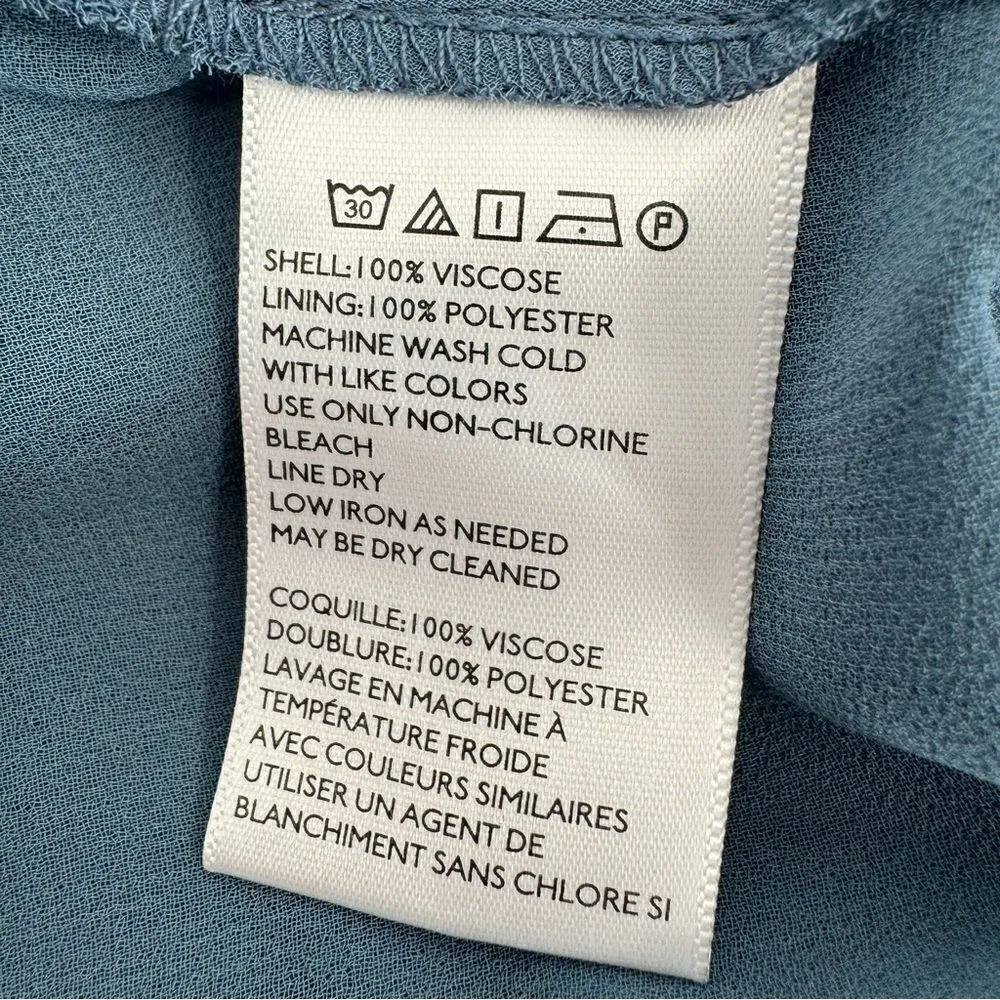 30 P
SHELL:100% VISCOSE
LINING:100% POLYESTER
MACHINE WASH COLD
WITH LIKE COLORS
USE ONLY NON-CHLORINE
BLEACH
LINE DRY
LOW IRON AS NEEDED
MAY BE DRY CLEANED
COQUILLE:100% VISCOSE
DOUBLURE:100% POLYESTER
LAVAGE EN MACHINE À
TEMPÉRATURE FROIDE
AVEC COULEURS SIMILAIRES
UTILISER UN AGENT DE
BLANCHIMENT SANS CHLORE SI